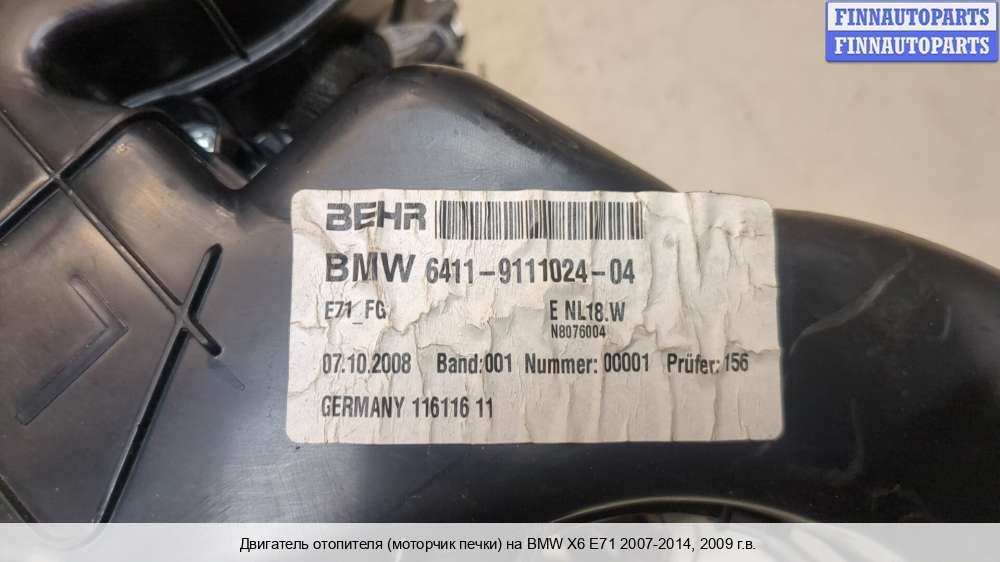 FINNAUTOPARTS
FINNAUTOPARTS
BEHR
BMW 6411-9111024-04
E71_FG E NL18.W
N8076004
07.10.2008 Band:001 Nummer:00001 Prüfer:156
GERMANY 116116 11
Двигатель отопителя (моторчик печки) на BMW X6 E71 2007-2014, 2009 г.в.